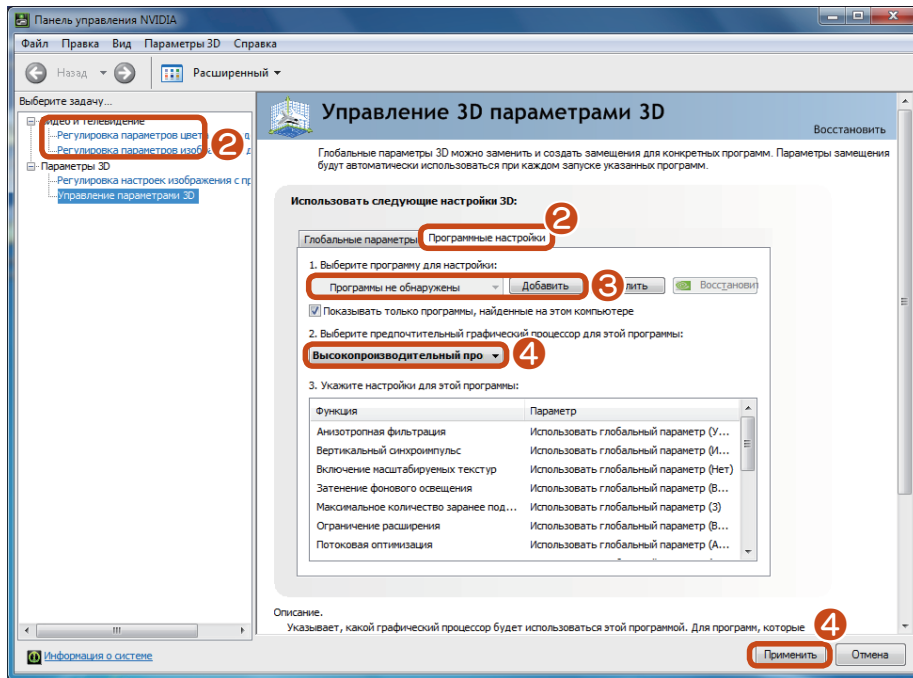 Панель управления NVIDIA
Файл Правка Вид Параметры 3D Справка
Назад Расширенный
Выберите задачу...
Видео и телевидение
Регулировка параметров цвета
2
Регулировка параметров изобр
Параметры 3D
Регулировка настроек изображения с пр
Управление параметрами 3D
Управление 3D параметрами 3D
Восстановить
Глобальные параметры 3D можно заменить и создать замещения для конкретных программ. Параметры замещения
будут автоматически использоваться при каждом запуске указанных программ.
Использовать следующие настройки 3D:
2
Глобальные параметры Программные настройки
1. Выберите программу для настройки:
Программы не обнаружены Добавить 3 лить Восстановит
Показывать только программы, найденные на этом компьютере
2. Выберите предпочтительный графический процессор для этой программы:
Высокопроизводительный про 4
3. Укажите настройки для этой программы:
Функция Параметр
Анизотропная фильтрация Использовать глобальный параметр (У...
Вертикальный синхроимпульс Использовать глобальный параметр (И...
Включение масштабируемых текстур Использовать глобальный параметр (Нет)
Затенение фонового освещения Использовать глобальный параметр (В...
Максимальное количество заранее под... Использовать глобальный параметр (3)
Ограничение расширения Использовать глобальный параметр (В...
Потоковая оптимизация Использовать глобальный параметр (А...
Описание.
Указывает, какой графический процессор будет использоваться этой программой. Для программ, которые
4
Информация о системе
Применить Отмена